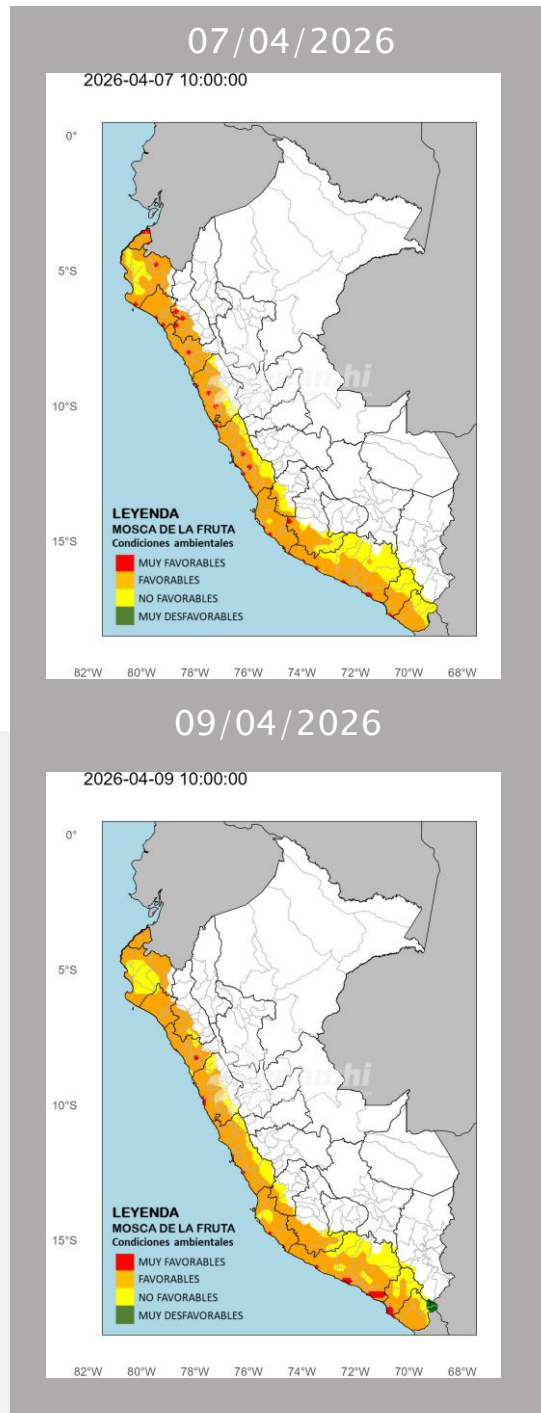 07/04/2026
2026-04-07 10:00:00
0°
5°S
10°S
15°S
LEYENDA
MOSCA DE LA FRUTA
Condiciones ambientales
MUY FAVORABLES
FAVORABLES
NO FAVORABLES
MUY DESFAVORABLES
82°W 80°W 78°W 76°W 74°W 72°W 70°W 68°W
09/04/2026
2026-04-09 10:00:00
0°
5°S
10°S
15°S
LEYENDA
MOSCA DE LA FRUTA
Condiciones ambientales
MUY FAVORABLES
FAVORABLES
NO FAVORABLES
MUY DESFAVORABLES
82°W 80°W 78°W 76°W 74°W 72°W 70°W 68°W